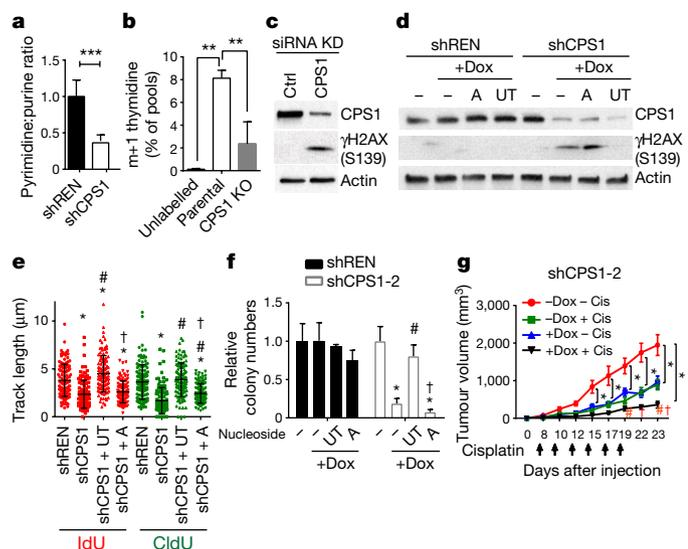 a
Pyrimidine:purine ratio
1.5
1.0
0.5
0
***
shREN
shCPS1
b
m+1 thymidine
(% of pools)
10
8
6
4
2
0
**
**
Unlabelled
Parental
CPS1 KO
c
siRNA KD
Ctrl
CPS1
CPS1
γH2AX
(S139)
Actin
d
shREN
shCPS1
+Dox
+Dox
– – A UT – – A UT
CPS1
γH2AX
(S139)
Actin
e
Track length (μm)
10
5
0
*
#
*
†
*
*
#
†
#
*
shREN
shCPS1
shCPS1 + UT
shCPS1 + A
shREN
shCPS1
shCPS1 + UT
shCPS1 + A
IdU
CldU
f
shREN
shCPS1-2
Relative
colony numbers
1.5
1.0
0.5
0
*
#
†
*
Nucleoside
– – UT A – – UT A
+Dox
+Dox
g
shCPS1-2
Tumour volume (mm3)
3,000
2,000
1,000
0
–Dox – Cis
–Dox + Cis
+Dox – Cis
+Dox + Cis
* * * * * *
# #†
0 8 10 12 15 17 19 22 23
Cisplatin
Days after injection